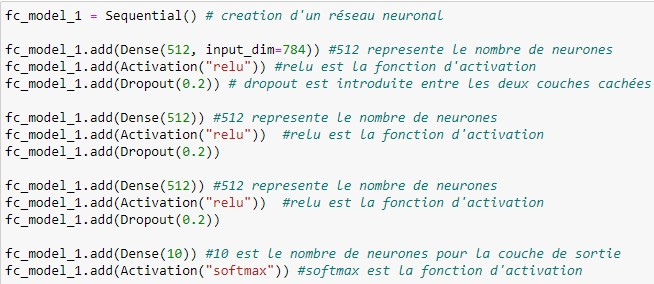 fc_model_1 = Sequential() # creation d'un réseau neuronal
fc_model_1.add(Dense(512, input_dim=784)) #512 represente le nombre de neurones
fc_model_1.add(Activation("relu")) #relu est la fonction d'activation
fc_model_1.add(Dropout(0.2)) # dropout est introduite entre les deux couches cachées
fc_model_1.add(Dense(512)) #512 represente le nombre de neurones
fc_model_1.add(Activation("relu"))  #relu est la fonction d'activation
fc_model_1.add(Dropout(0.2))
fc_model_1.add(Dense(512)) #512 represente le nombre de neurones
fc_model_1.add(Activation("relu"))  #relu est la fonction d'activation
fc_model_1.add(Dropout(0.2))
fc_model_1.add(Dense(10)) #10 est le nombre de neurones pour la couche de sortie
fc_model_1.add(Activation("softmax")) #softmax est la fonction d'activation